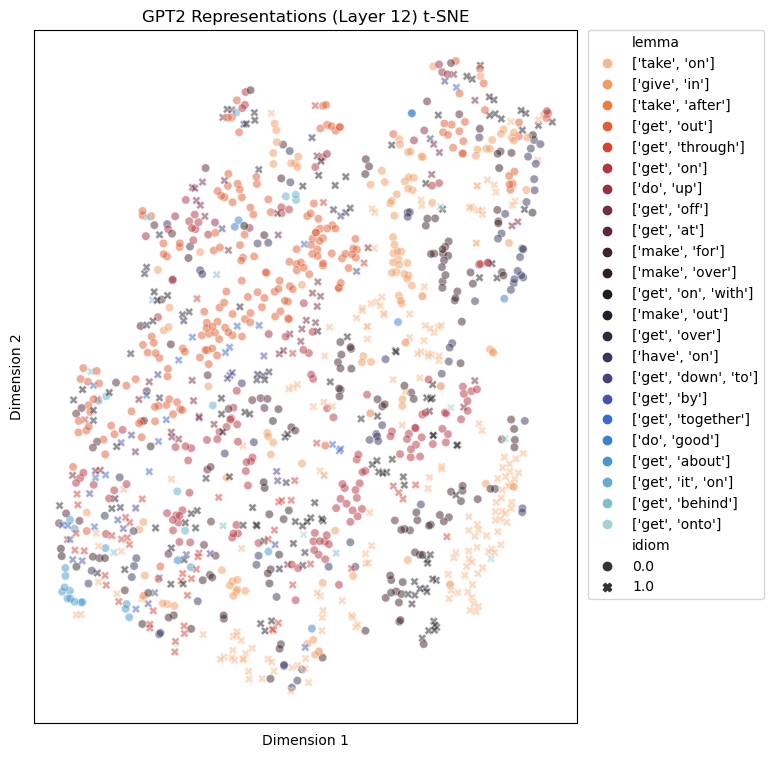 GPT2 Representations (Layer 12) t-SNE
Dimension 2
Dimension 1
lemma
['take', 'on']
['give', 'in']
['take', 'after']
['get', 'out']
['get', 'through']
['get', 'on']
['do', 'up']
['get', 'off']
['get', 'at']
['make', 'for']
['make', 'over']
['get', 'on', 'with']
['make', 'out']
['get', 'over']
['have', 'on']
['get', 'down', 'to']
['get', 'by']
['get', 'together']
['do', 'good']
['get', 'about']
['get', 'it', 'on']
['get', 'behind']
['get', 'onto']
idiom
0.0
1.0